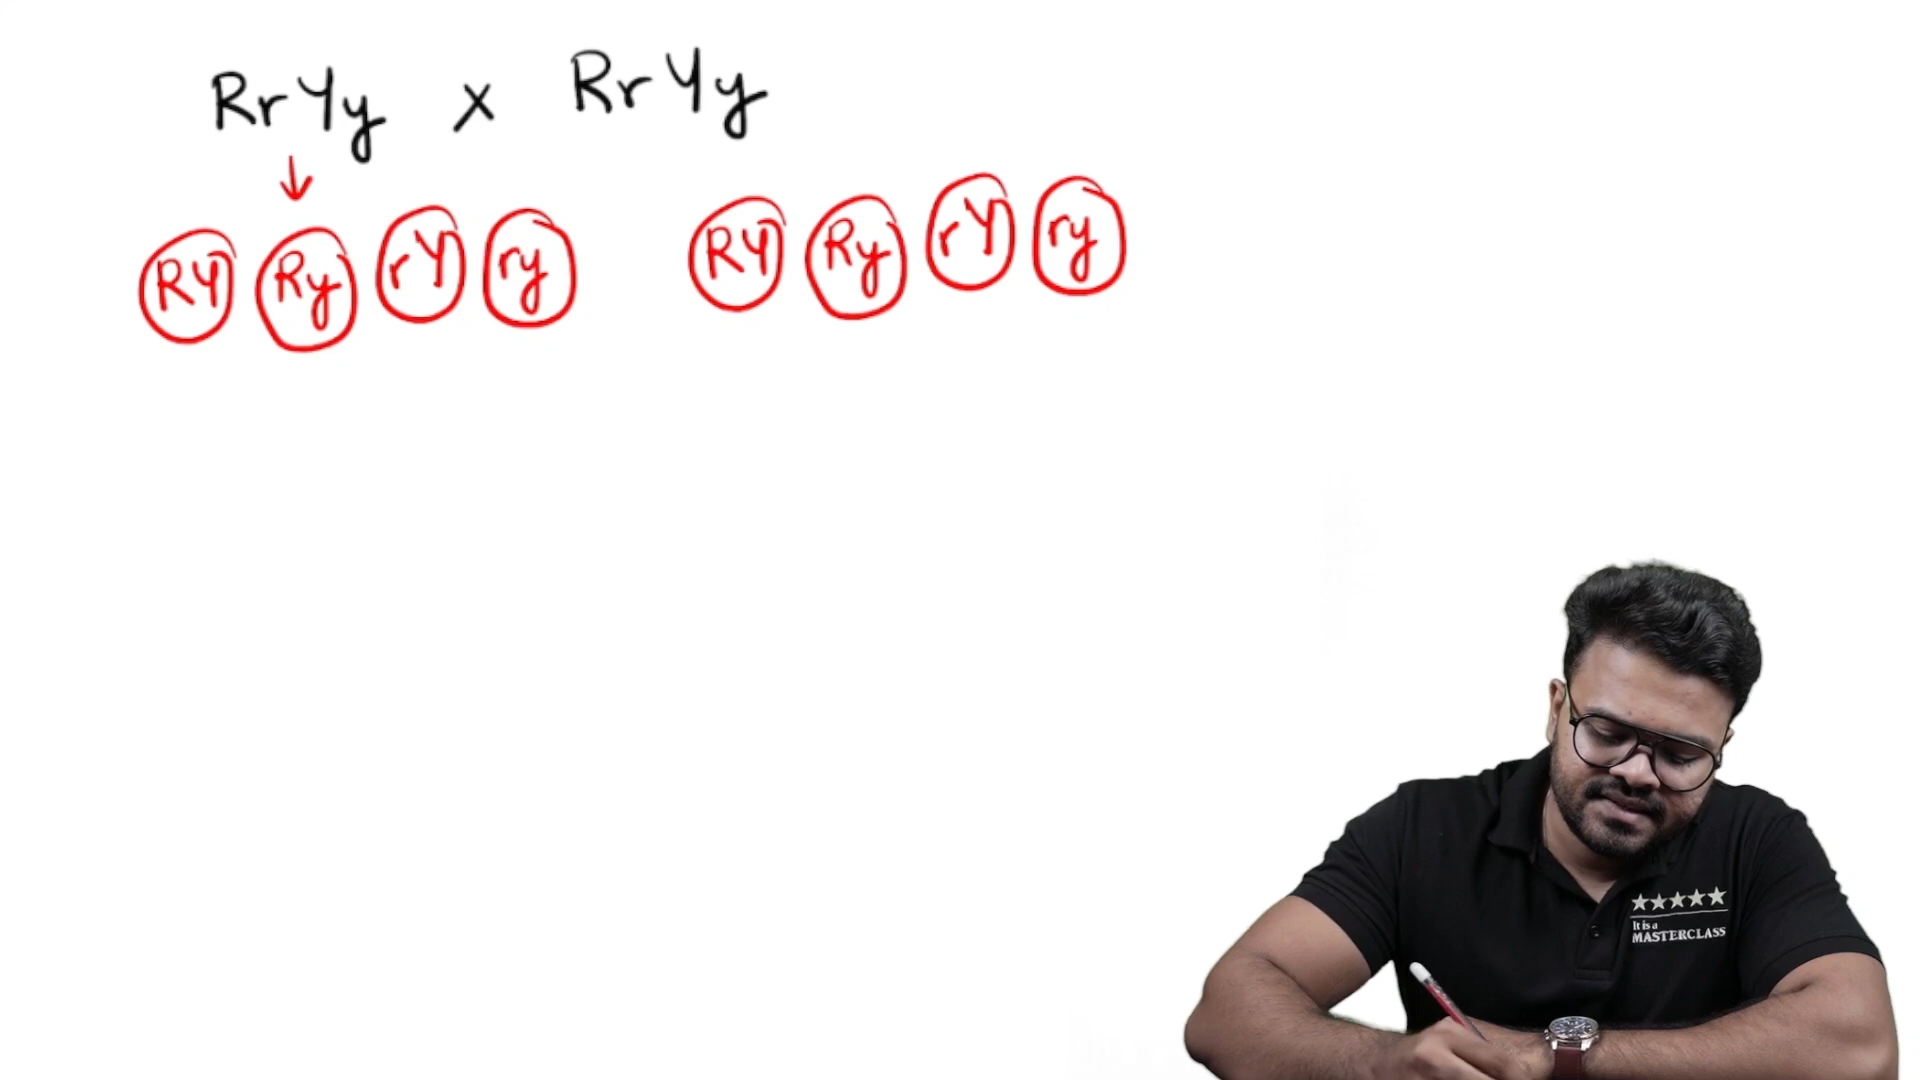 RrYy x RrYy
↓
RY Ry rY ry RY Ry rY ry
★★★★★
It is a
MASTERCLASS